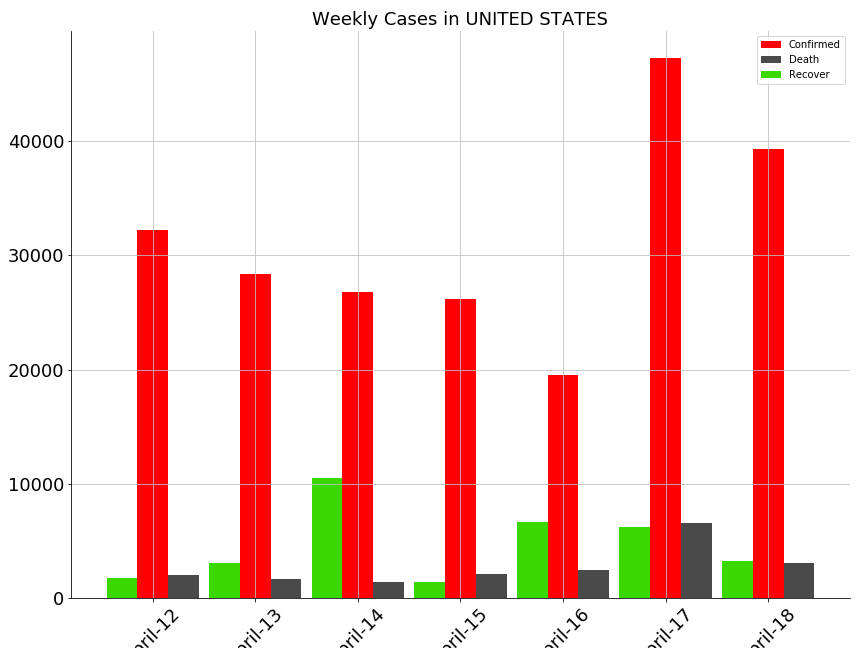 Weekly Cases in UNITED STATES
Confirmed
Death
Recover
40000
30000
20000
10000
0
pril-12
pril-13
pril-14
pril-15
pril-16
pril-17
pril-18